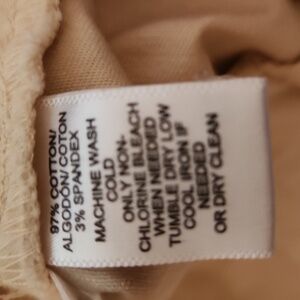 97% COTTON/
ALGODON/ COTON
3% SPANDEX
MACHINE WASH
COLD
ONLY NON-
CHLORINE BLEACH
WHEN NEEDED
TUMBLE DRY LOW
COOL IRON IF
NEEDED
OR DRY CLEAN